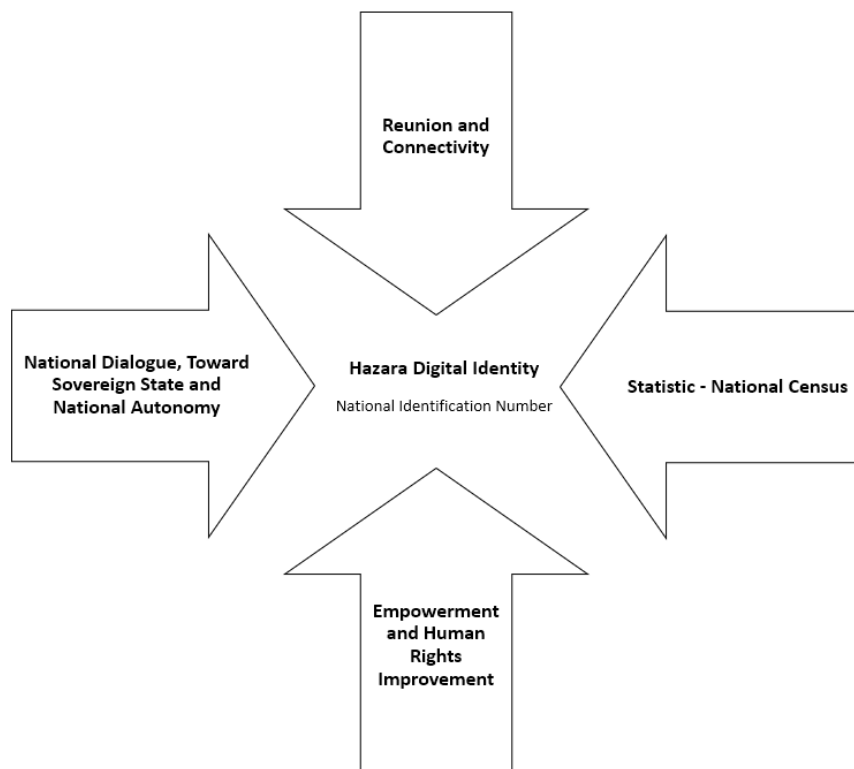 Reunion and
Connectivity
National Dialogue, Toward
Sovereign State and
National Autonomy
Hazara Digital Identity
National Identification Number
Statistic - National Census
Empowerment
and Human
Rights
Improvement